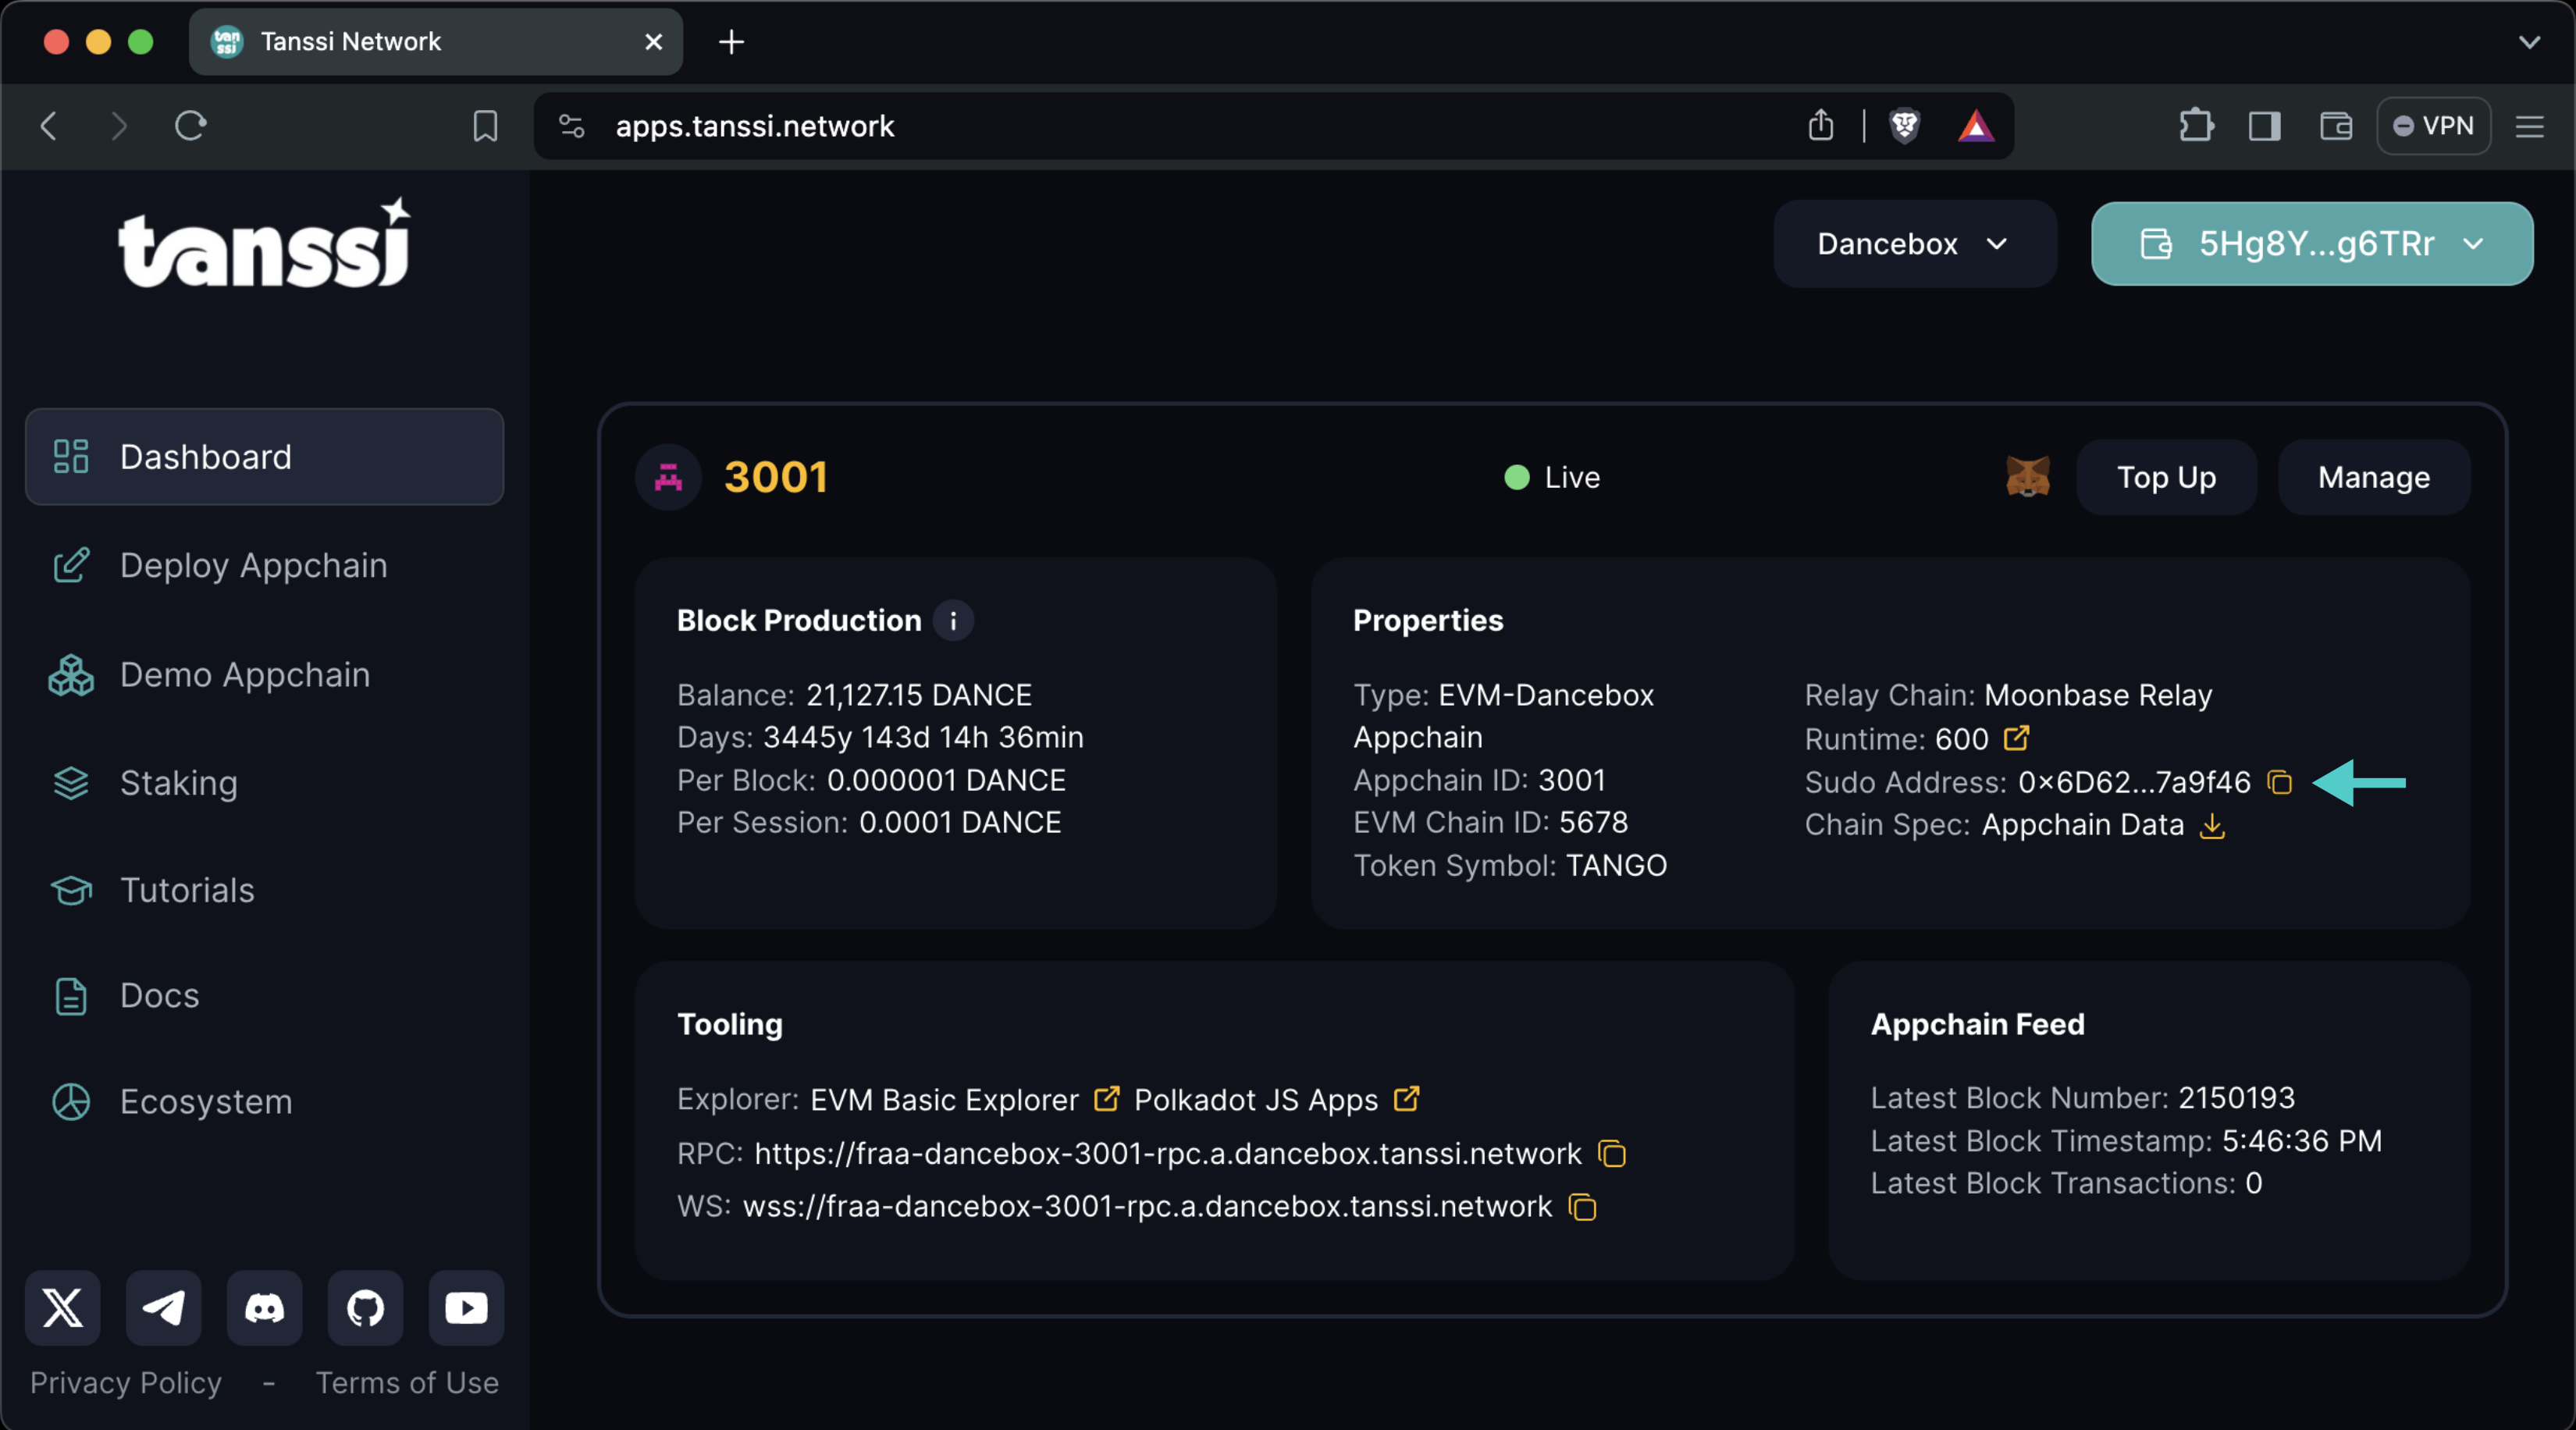 tanssi
Tanssi Network
apps.tanssi.network
VPN
tanssi
Dancebox
5Hg8Y...g6TRr
Dashboard
Deploy Appchain
Demo Appchain
Staking
Tutorials
Docs
Ecosystem
Privacy Policy - Terms of Use
3001
Live
Top Up
Manage
Block Production i
Balance: 21,127.15 DANCE
Days: 3445y 143d 14h 36min
Per Block: 0.000001 DANCE
Per Session: 0.0001 DANCE
Properties
Type: EVM-Dancebox
Appchain
Appchain ID: 3001
EVM Chain ID: 5678
Token Symbol: TANGO
Relay Chain: Moonbase Relay
Runtime: 600
Sudo Address: 0x6D62...7a9f46
Chain Spec: Appchain Data
Tooling
Explorer: EVM Basic Explorer Polkadot JS Apps
RPC: https://fraa-dancebox-3001-rpc.a.dancebox.tanssi.network
WS: wss://fraa-dancebox-3001-rpc.a.dancebox.tanssi.network
Appchain Feed
Latest Block Number: 2150193
Latest Block Timestamp: 5:46:36 PM
Latest Block Transactions: 0